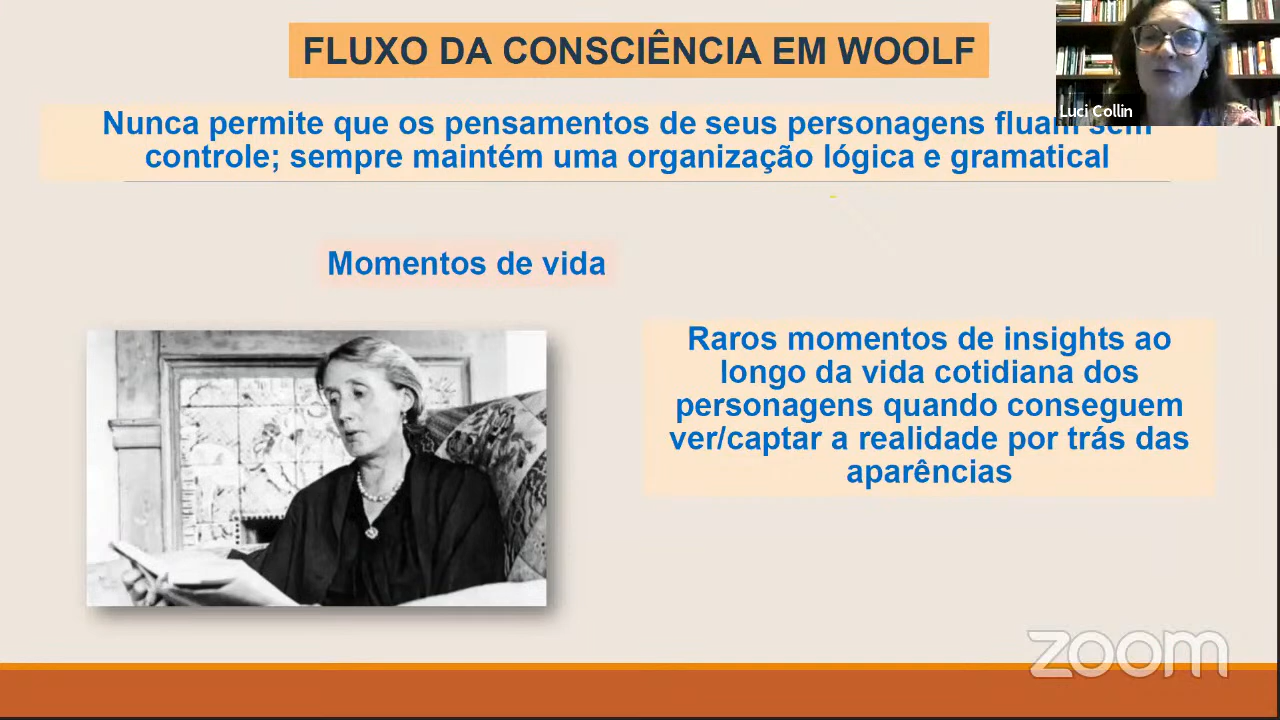 FLUXO DA CONSCIÊNCIA EM WOOLF
Luci Collin
Nunca permite que os pensamentos de seus personagens fluam sem
controle; sempre maintém uma organização lógica e gramatical
Momentos de vida
Raros momentos de insights ao
longo da vida cotidiana dos
personagens quando conseguem
ver/captar a realidade por trás das
aparências
zoom